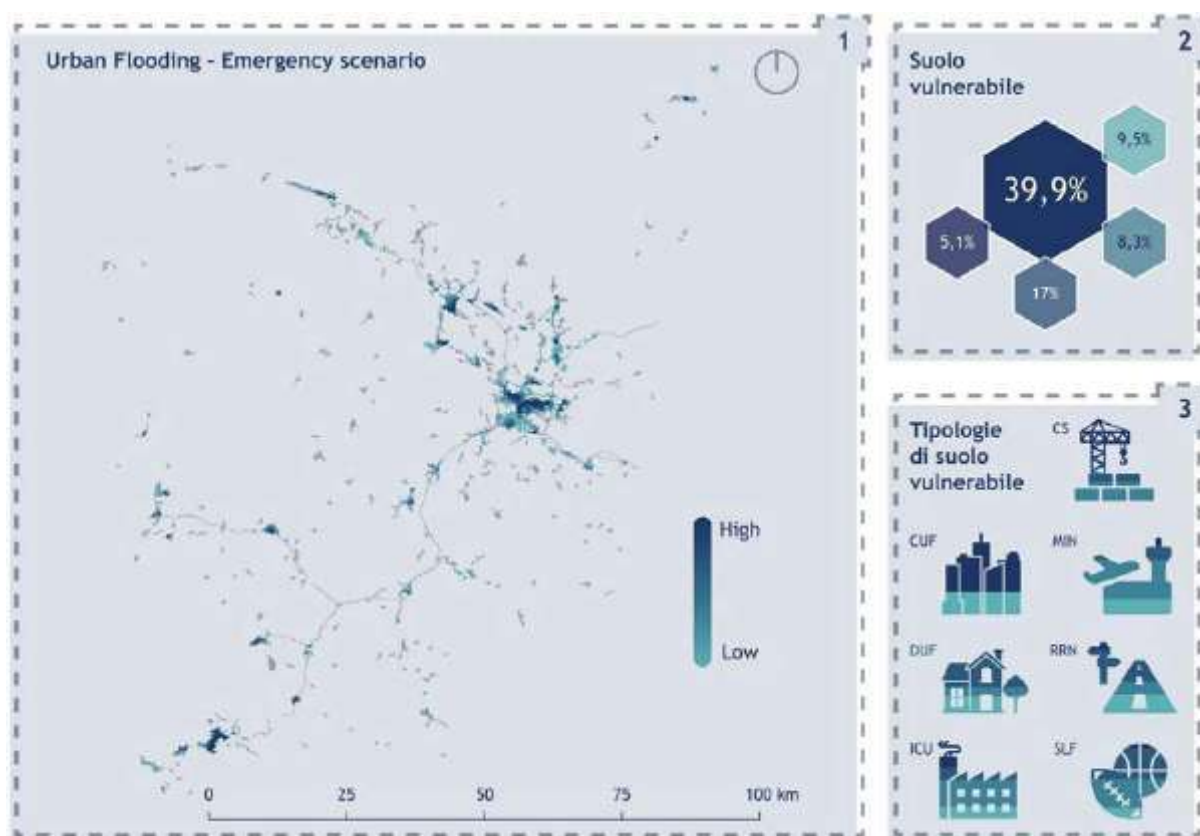 1
Urban Flooding - Emergency scenario
High
Low
0 25 50 75 100 km
2
Suolo
vulnerabile
9,5%
39,9%
5,1%
8,3%
17%
3
Tipologie
di suolo
vulnerabile
CS
CUF
MIN
DUF
RRN
ICU
SLF